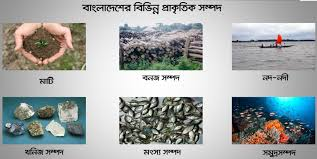 বাংলাদেশের বিভিন্ন প্রাকৃতিক সম্পদ
মাটি
বনজ সম্পদ
নদ-নদী
খনিজ সম্পদ
মৎস্য সম্পদ
সমুদ্রসম্পদ